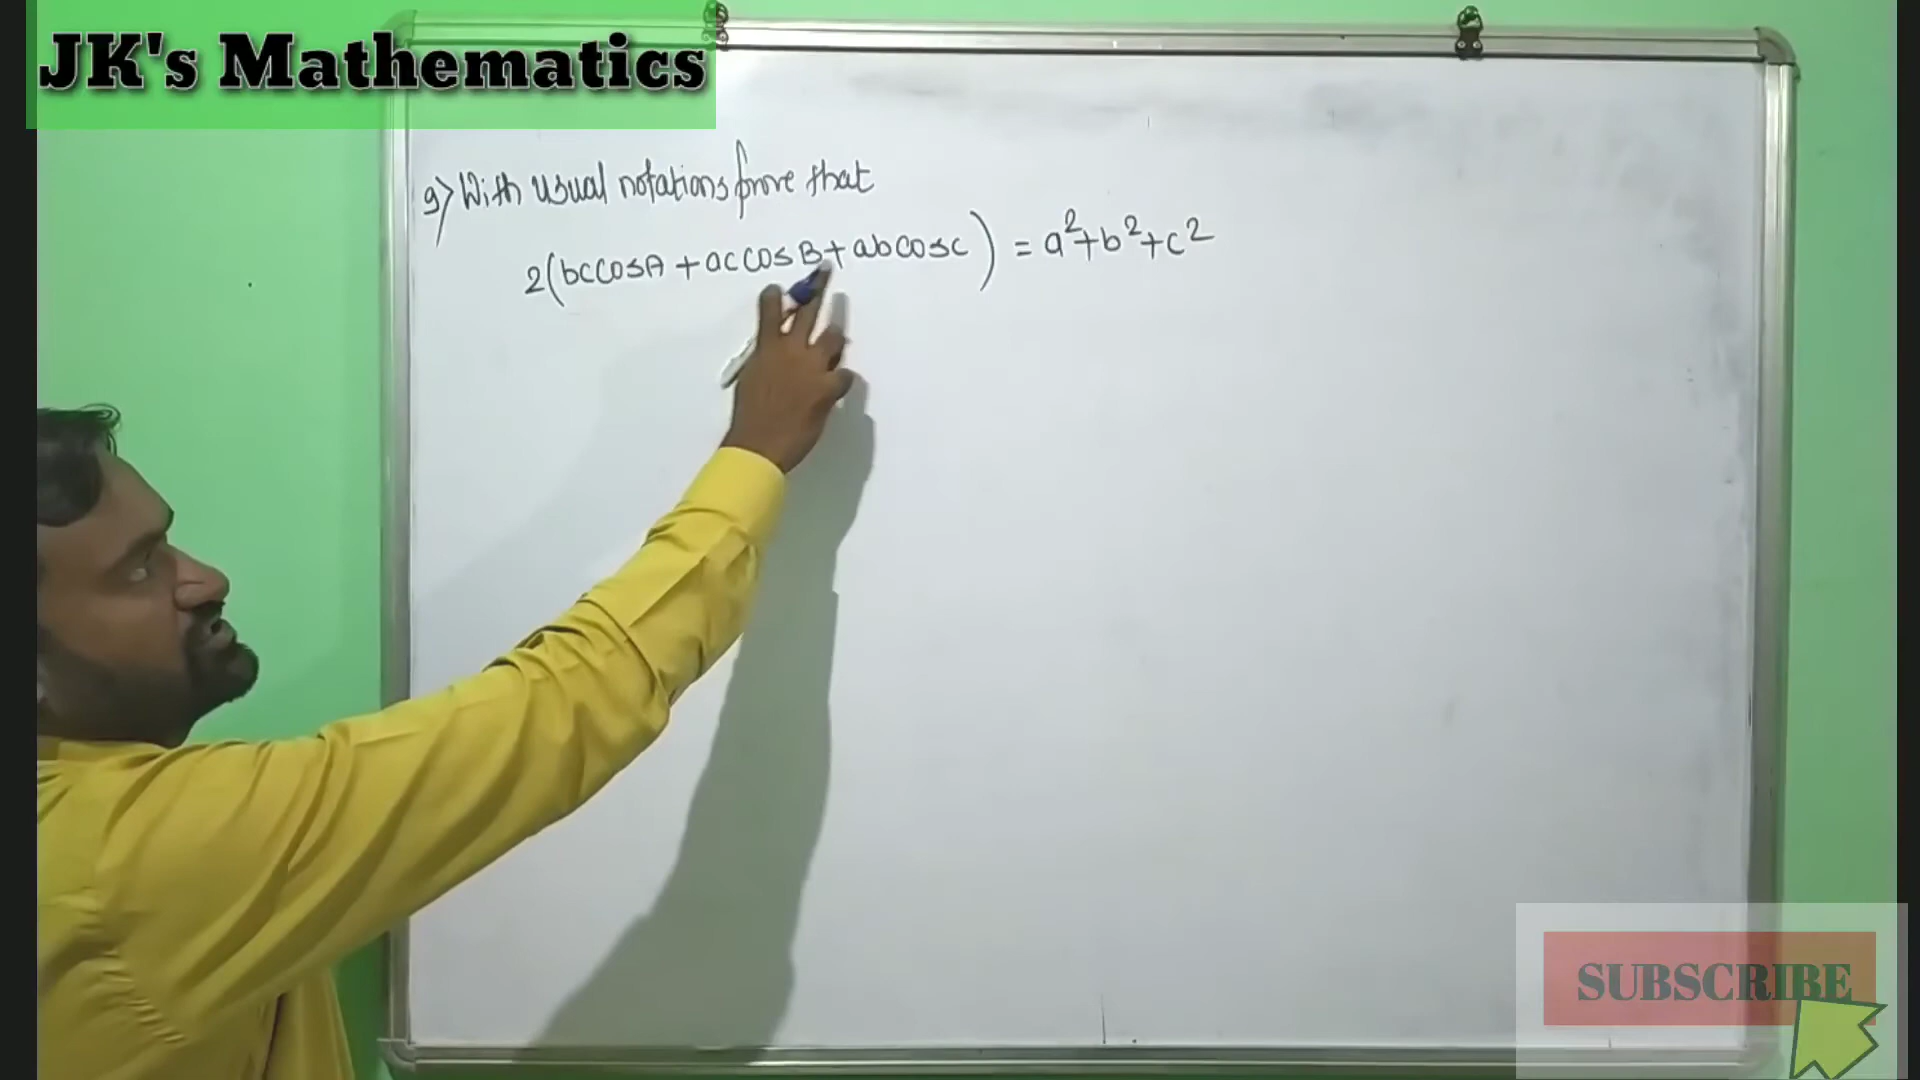 JK's Mathematics
9) With usual notations prove that
2(bccosA + accosB + abcosc) = a²+b²+c²
SUBSCRIBE